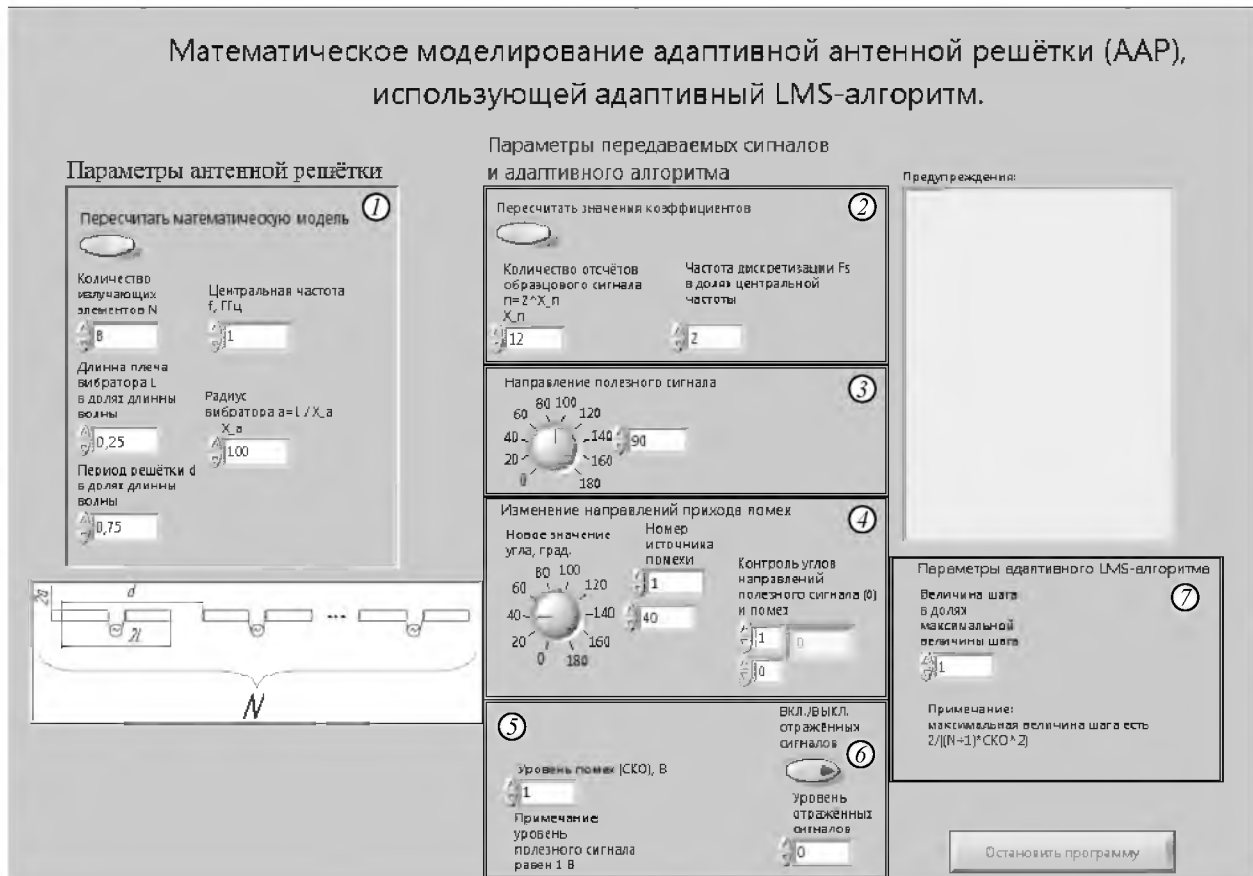 Математическое моделирование адаптивной антенной решётки (ААР),
использующей адаптивный LMS-алгоритм.
Параметры антенной решётки
1
Пересчитать математическую модель
Количество
излучающих
элементов N
8
Центральная частота
f, ГГц
1
Длинна плеча
вибратора L
в долях длинны
волны
0,25
Радиус
вибратора a=L / X_a
X_a
100
Период решётки d
в долях длинны
волны
0,75
2a
d
2l
...
N
Параметры передаваемых сигналов
и адаптивного алгоритма
2
Пересчитать значения коэффициентов
Количество отсчётов
образцового сигнала
n=2^X_n
X_n
12
Частота дискретизации Fs
в долях центральной
частоты
2
Направление полезного сигнала
3
0 20 40 60 80 100 120 140 160 180
90
Изменение направлений прихода помех
4
Новое значение
угла, град.
0 20 40 60 80 100 120 140 160 180
Номер
источника
помехи
1
40
Контроль углов
направлений
полезного сигнала (0)
и помех
1
0
0
5
Уровень помех (СКО), В
1
Примечание:
уровень
полезного сигнала
равен 1 В
ВКЛ./ВЫКЛ.
отражённых
сигналов
6
Уровень
отражённых
сигналов
0
Предупреждения:
Параметры адаптивного LMS-алгоритма
7
Величина шага
в долях
максимальной
величины шага
1
Примечание:
максимальная величина шага есть
2/((N+1)*СКО^2)
Остановить программу